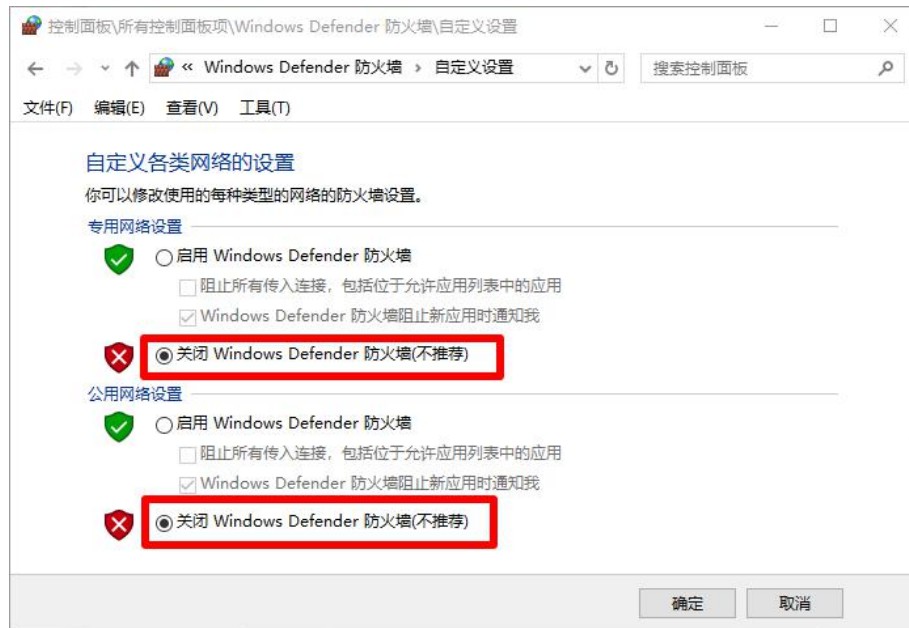 控制面板\所有控制面板项\Windows Defender 防火墙\自定义设置
« Windows Defender 防火墙 › 自定义设置 搜索控制面板
文件(F) 编辑(E) 查看(V) 工具(T)
自定义各类网络的设置
你可以修改使用的每种类型的网络的防火墙设置。
专用网络设置
启用 Windows Defender 防火墙
阻止所有传入连接，包括位于允许应用列表中的应用
Windows Defender 防火墙阻止新应用时通知我
关闭 Windows Defender 防火墙(不推荐)
公用网络设置
启用 Windows Defender 防火墙
阻止所有传入连接，包括位于允许应用列表中的应用
Windows Defender 防火墙阻止新应用时通知我
关闭 Windows Defender 防火墙(不推荐)
确定 取消